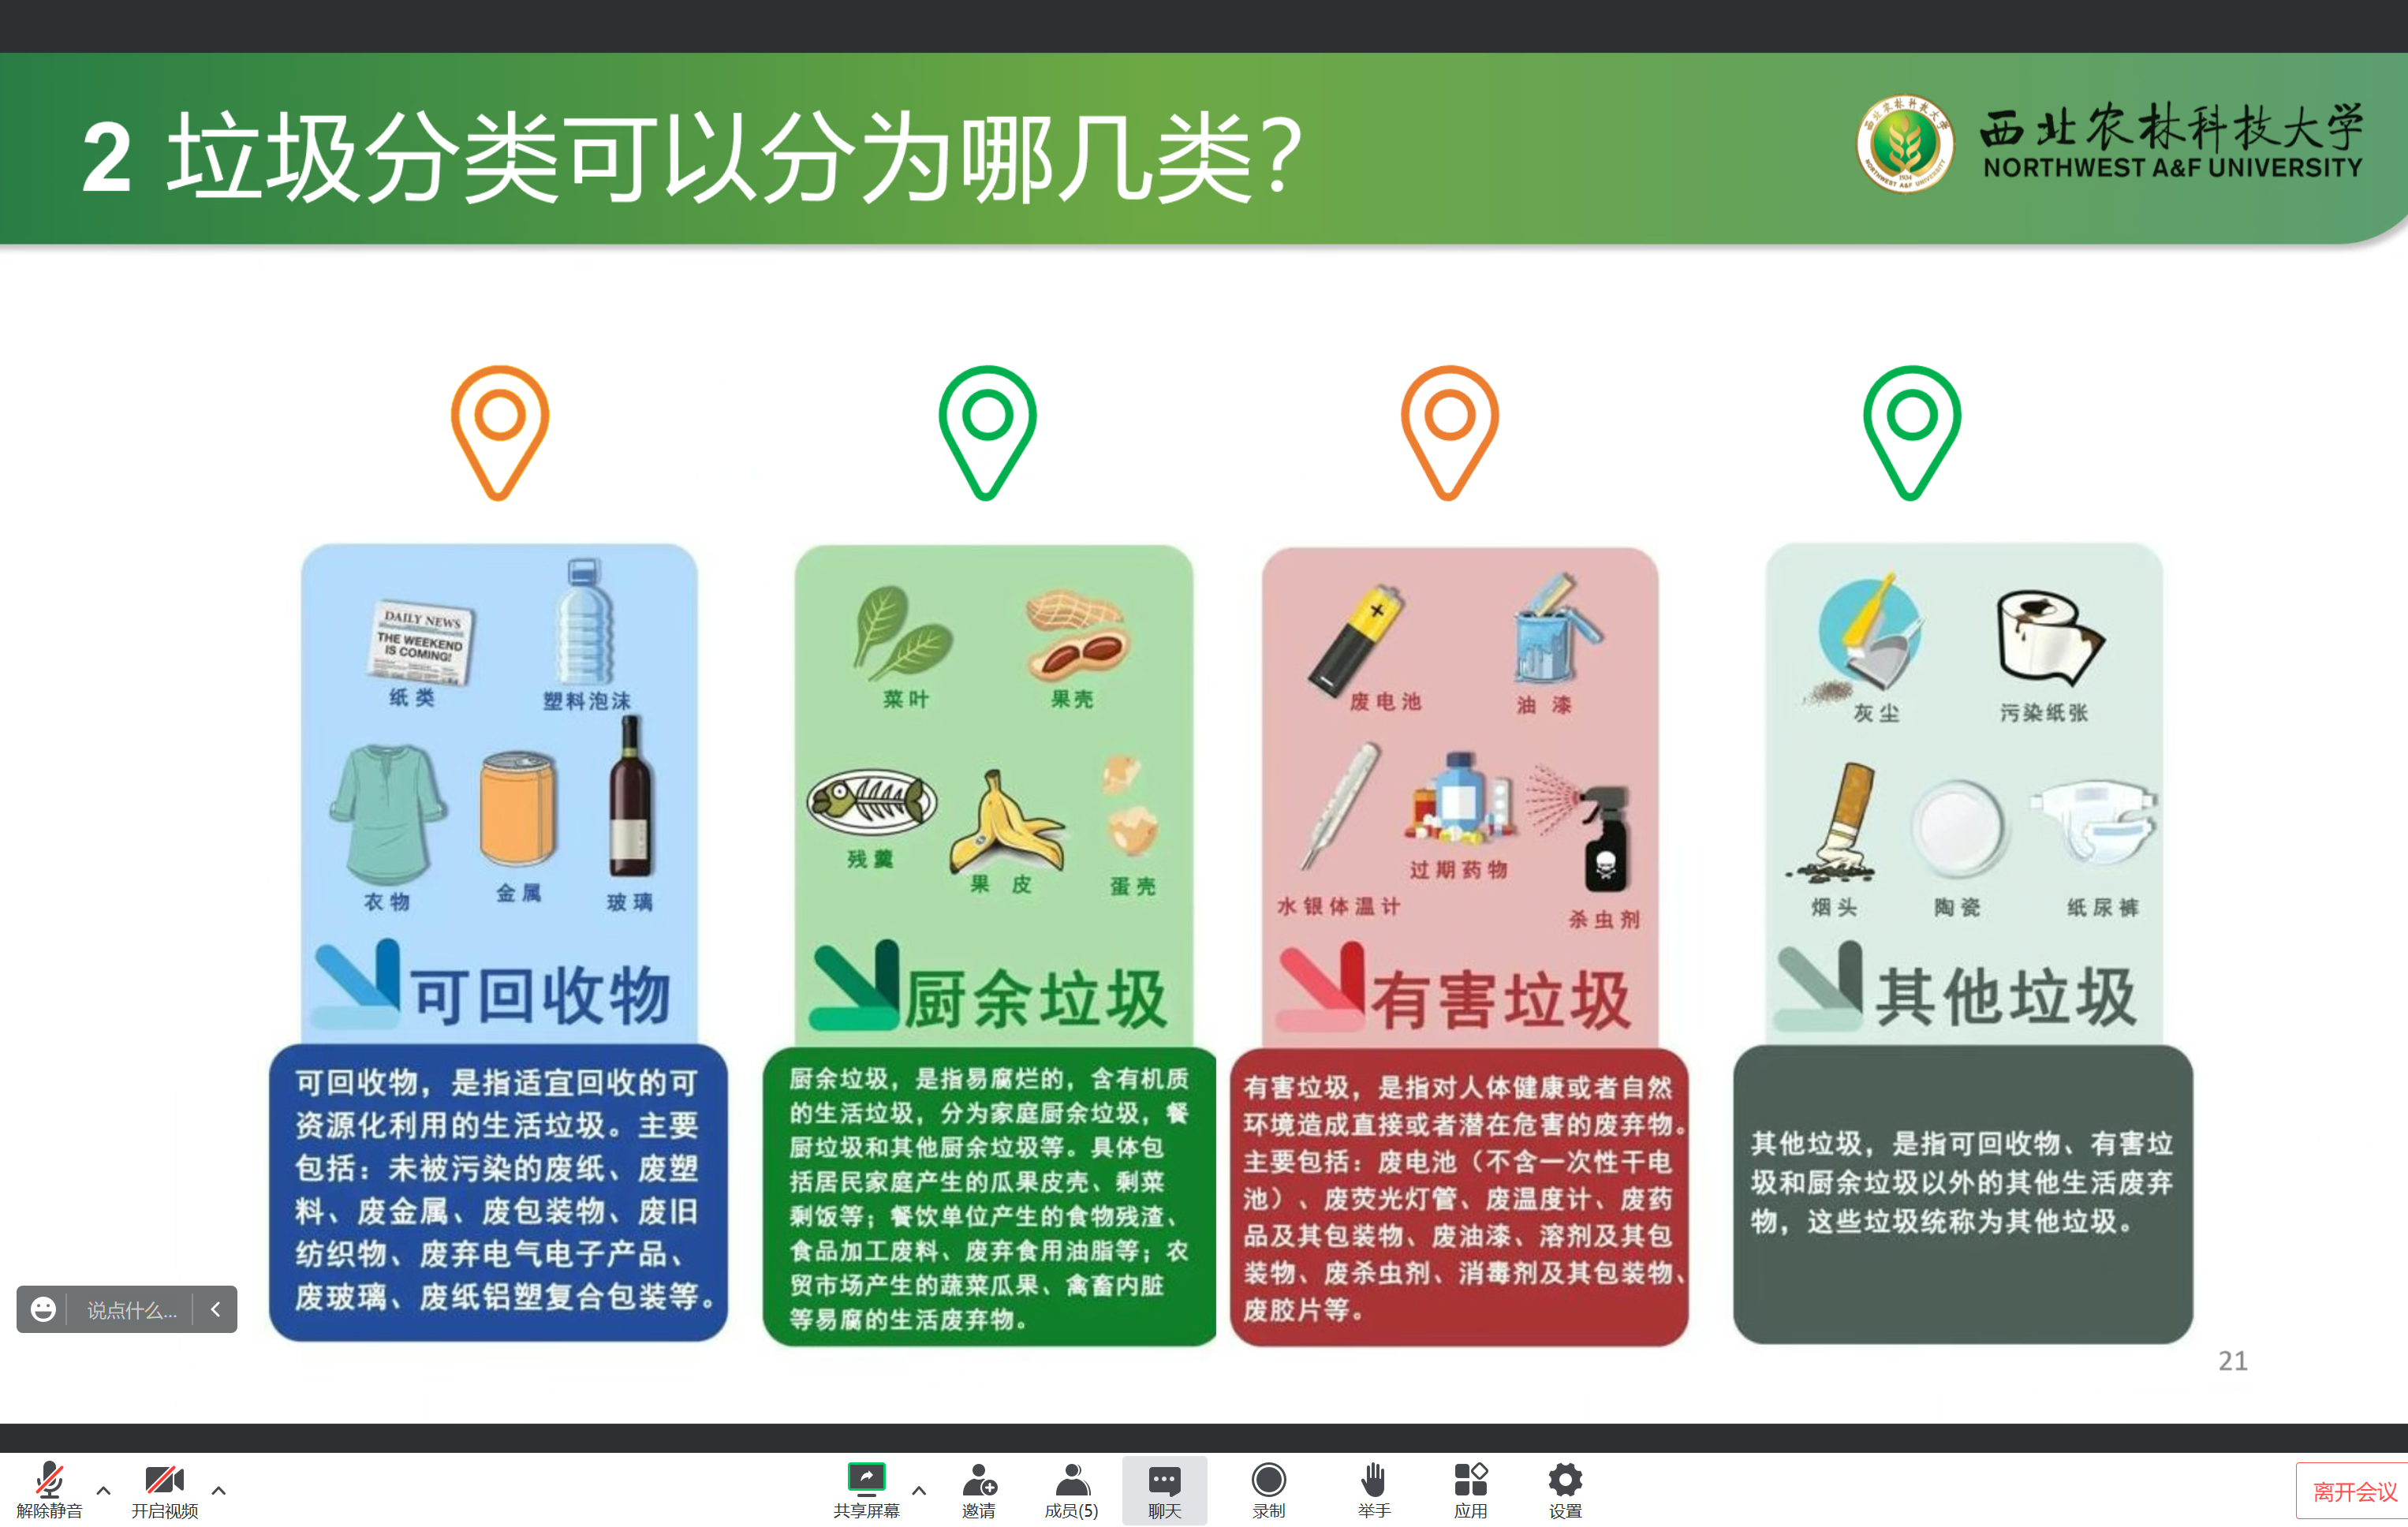 2 垃圾分类可以分为哪几类?
西北农林科技大学
NORTHWEST A&F UNIVERSITY
DAILY NEWS
THE WEEKEND
IS COMING!
纸类
塑料泡沫
衣物
金属
玻璃
可回收物
可回收物，是指适宜回收的可
资源化利用的生活垃圾。主要
包括：未被污染的废纸、废塑
料、废金属、废包装物、废旧
纺织物、废弃电气电子产品、
废玻璃、废纸铝塑复合包装等。
菜叶
果壳
残羹
果皮
蛋壳
厨余垃圾
厨余垃圾，是指易腐烂的，含有机质
的生活垃圾，分为家庭厨余垃圾，餐
厨垃圾和其他厨余垃圾等。具体包
括居民家庭产生的瓜果皮壳、剩菜
剩饭等；餐饮单位产生的食物残渣、
食品加工废料、废弃食用油脂等；农
贸市场产生的蔬菜瓜果、禽畜内脏
等易腐的生活废弃物。
废电池
油漆
水银体温计
过期药物
杀虫剂
有害垃圾
有害垃圾，是指对人体健康或者自然
环境造成直接或者潜在危害的废弃物。
主要包括：废电池（不含一次性干电
池）、废荧光灯管、废温度计、废药
品及其包装物、废油漆、溶剂及其包
装物、废杀虫剂、消毒剂及其包装物、
废胶片等。
灰尘
污染纸张
烟头
陶瓷
纸尿裤
其他垃圾
其他垃圾，是指可回收物、有害垃
圾和厨余垃圾以外的其他生活废弃
物，这些垃圾统称为其他垃圾。
21
说点什么...
解除静音
开启视频
共享屏幕
邀请
成员(5)
聊天
录制
举手
应用
设置
离开会议